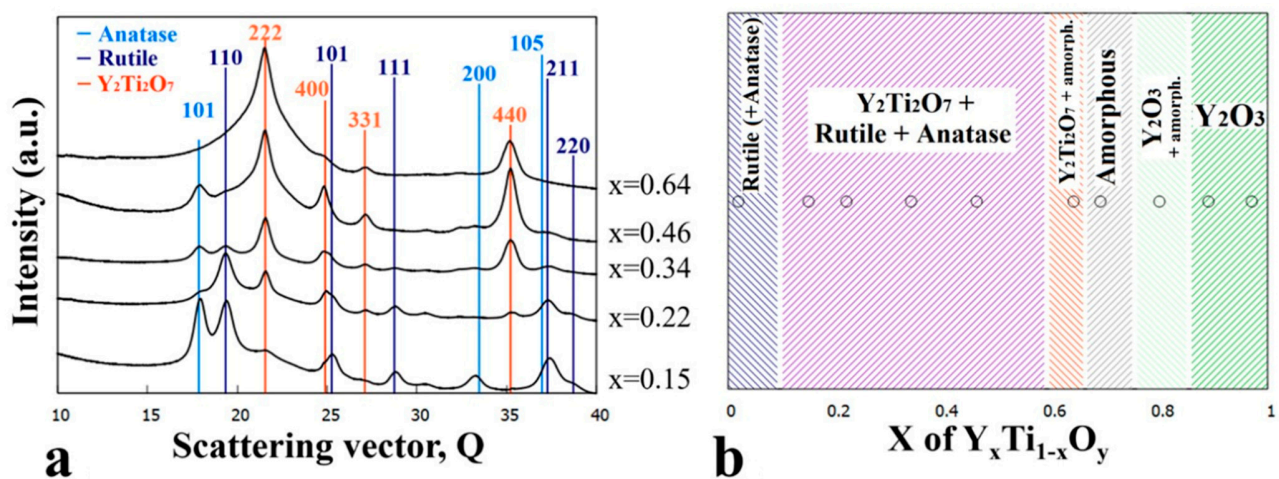 Intensity (a.u.)
Anatase
Rutile
Y₂Ti₂O₇
101
110
222
400
101
331
111
200
440
105
211
220
x=0.64
x=0.46
x=0.34
x=0.22
x=0.15
10
15
20
25
30
35
40
Scattering vector, Q
a
Rutile (+Anatase)
Y₂Ti₂O₇ +
Rutile + Anatase
Y₂Ti₂O₇ + amorph.
Amorphous
Y₂O₃
+ amorph.
Y₂O₃
0
0.2
0.4
0.6
0.8
1
X of YₓTi₁₋ₓOᵧ
b